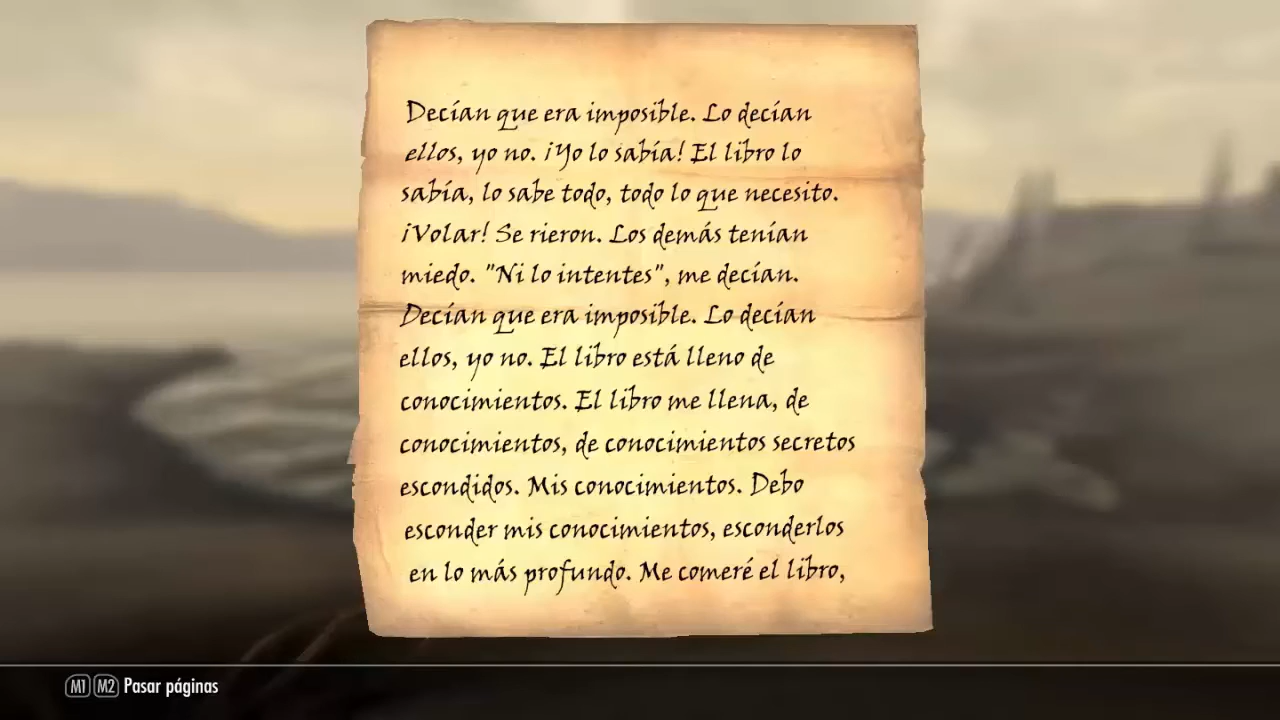 Decían que era imposible. Lo decían
ellos, yo no. ¡Yo lo sabía! El libro lo
sabía, lo sabe todo, todo lo que necesito.
¡Volar! Se rieron. Los demás tenían
miedo. "Ni lo intentes", me decían.
Decían que era imposible. Lo decían
ellos, yo no. El libro está lleno de
conocimientos. El libro me llena, de
conocimientos, de conocimientos secretos
escondidos. Mis conocimientos. Debo
esconder mis conocimientos, esconderlos
en lo más profundo. Me comeré el libro,
M1 M2 Pasar páginas